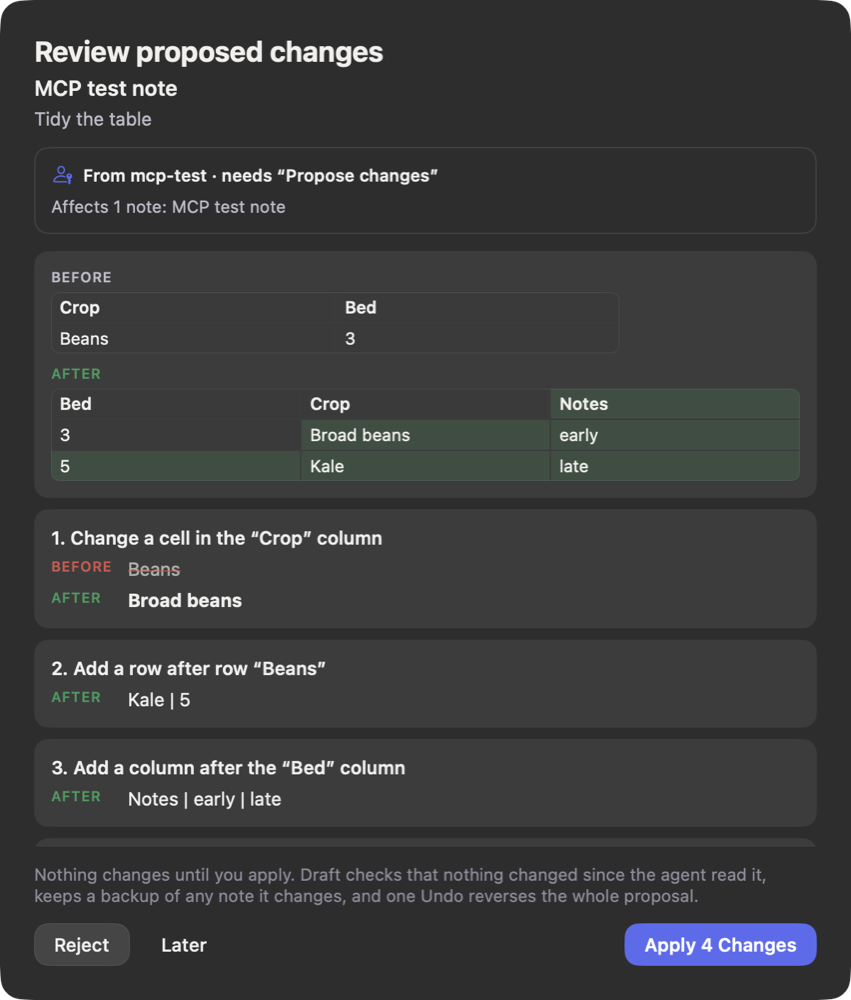 Review proposed changes
MCP test note
Tidy the table
From mcp-test · needs “Propose changes”
Affects 1 note: MCP test note
BEFORE
Crop Bed
Beans 3
AFTER
Bed Crop Notes
3 Broad beans early
5 Kale late
1. Change a cell in the “Crop” column
BEFORE Beans
AFTER Broad beans
2. Add a row after row “Beans”
AFTER Kale | 5
3. Add a column after the “Bed” column
AFTER Notes | early | late
Nothing changes until you apply. Draft checks that nothing changed since the agent read it,
keeps a backup of any note it changes, and one Undo reverses the whole proposal.
Reject Later Apply 4 Changes